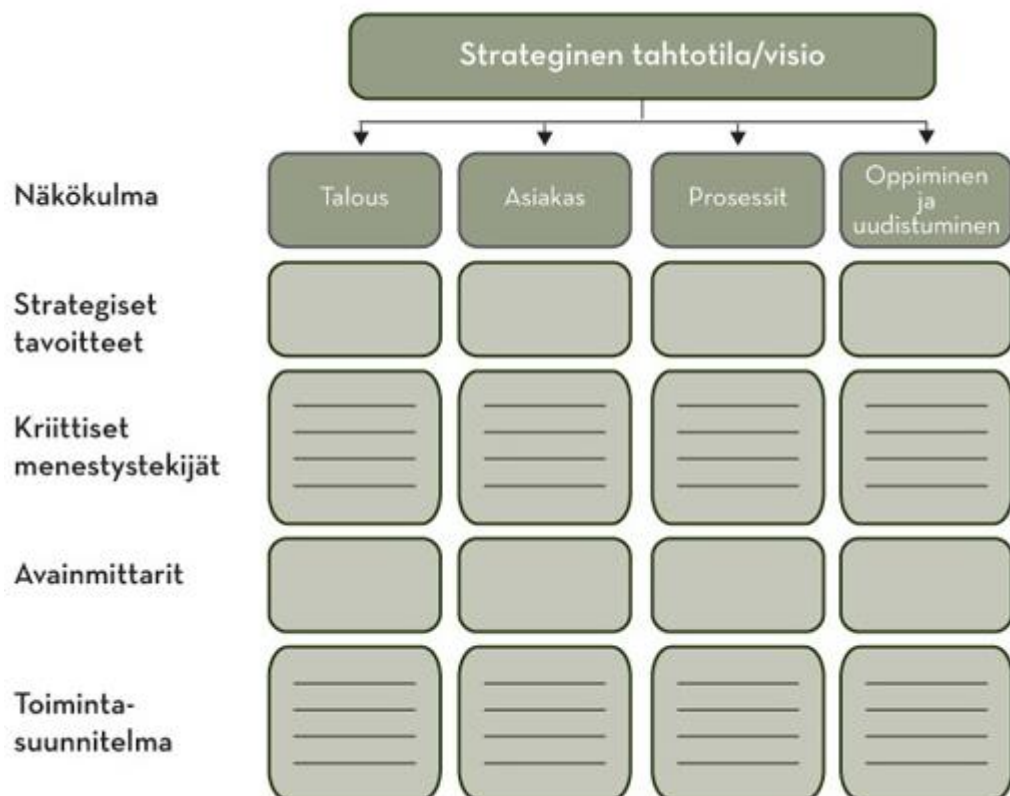 Strateginen tahtotila/visio
Näkökulma
Talous
Asiakas
Prosessit
Oppiminen
ja
uudistuminen
Strategiset
tavoitteet
Kriittiset
menestystekijät
Avainmittarit
Toiminta-
suunnitelma